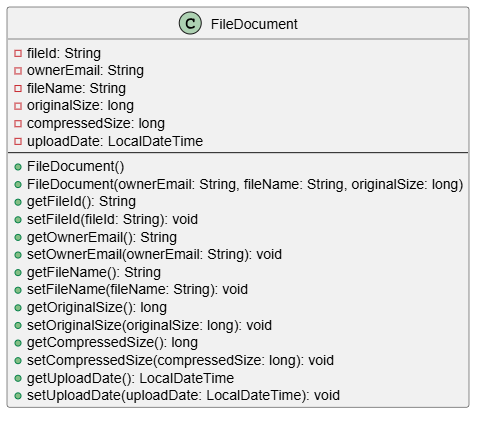 C FileDocument
fileId: String
ownerEmail: String
fileName: String
originalSize: long
compressedSize: long
uploadDate: LocalDateTime
FileDocument()
FileDocument(ownerEmail: String, fileName: String, originalSize: long)
getFileId(): String
setFileId(fileId: String): void
getOwnerEmail(): String
setOwnerEmail(ownerEmail: String): void
getFileName(): String
setFileName(fileName: String): void
getOriginalSize(): long
setOriginalSize(originalSize: long): void
getCompressedSize(): long
setCompressedSize(compressedSize: long): void
getUploadDate(): LocalDateTime
setUploadDate(uploadDate: LocalDateTime): void